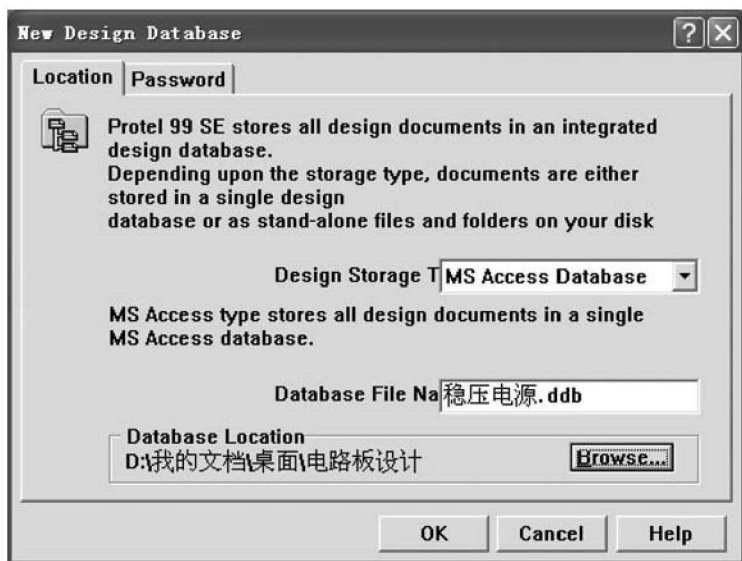 New Design Database
Location
Password
Protel 99 SE stores all design documents in an integrated
design database.
Depending upon the storage type, documents are either
stored in a single design
database or as stand-alone files and folders on your disk
Design Storage T MS Access Database
MS Access type stores all design documents in a single
MS Access database.
Database File Na 稳压电源.ddb
Database Location
D:\我的文档\桌面\电路板设计
Browse...
OK
Cancel
Help